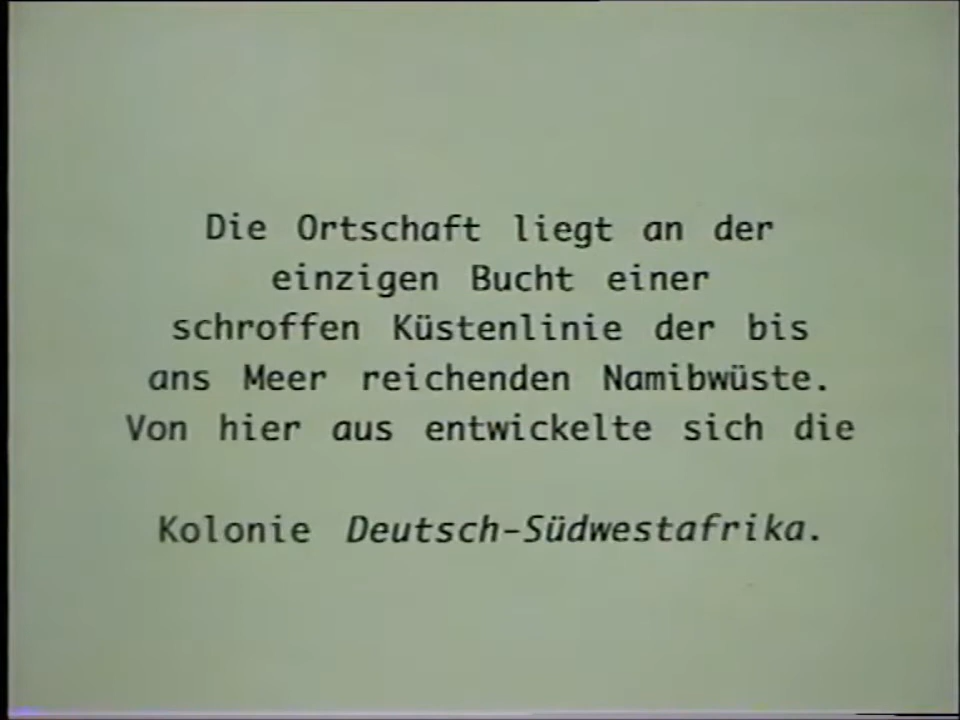 Die Ortschaft liegt an der
einzigen Bucht einer
schroffen Küstenlinie der bis
ans Meer reichenden Namibwüste.
Von hier aus entwickelte sich die
Kolonie Deutsch-Südwestafrika.